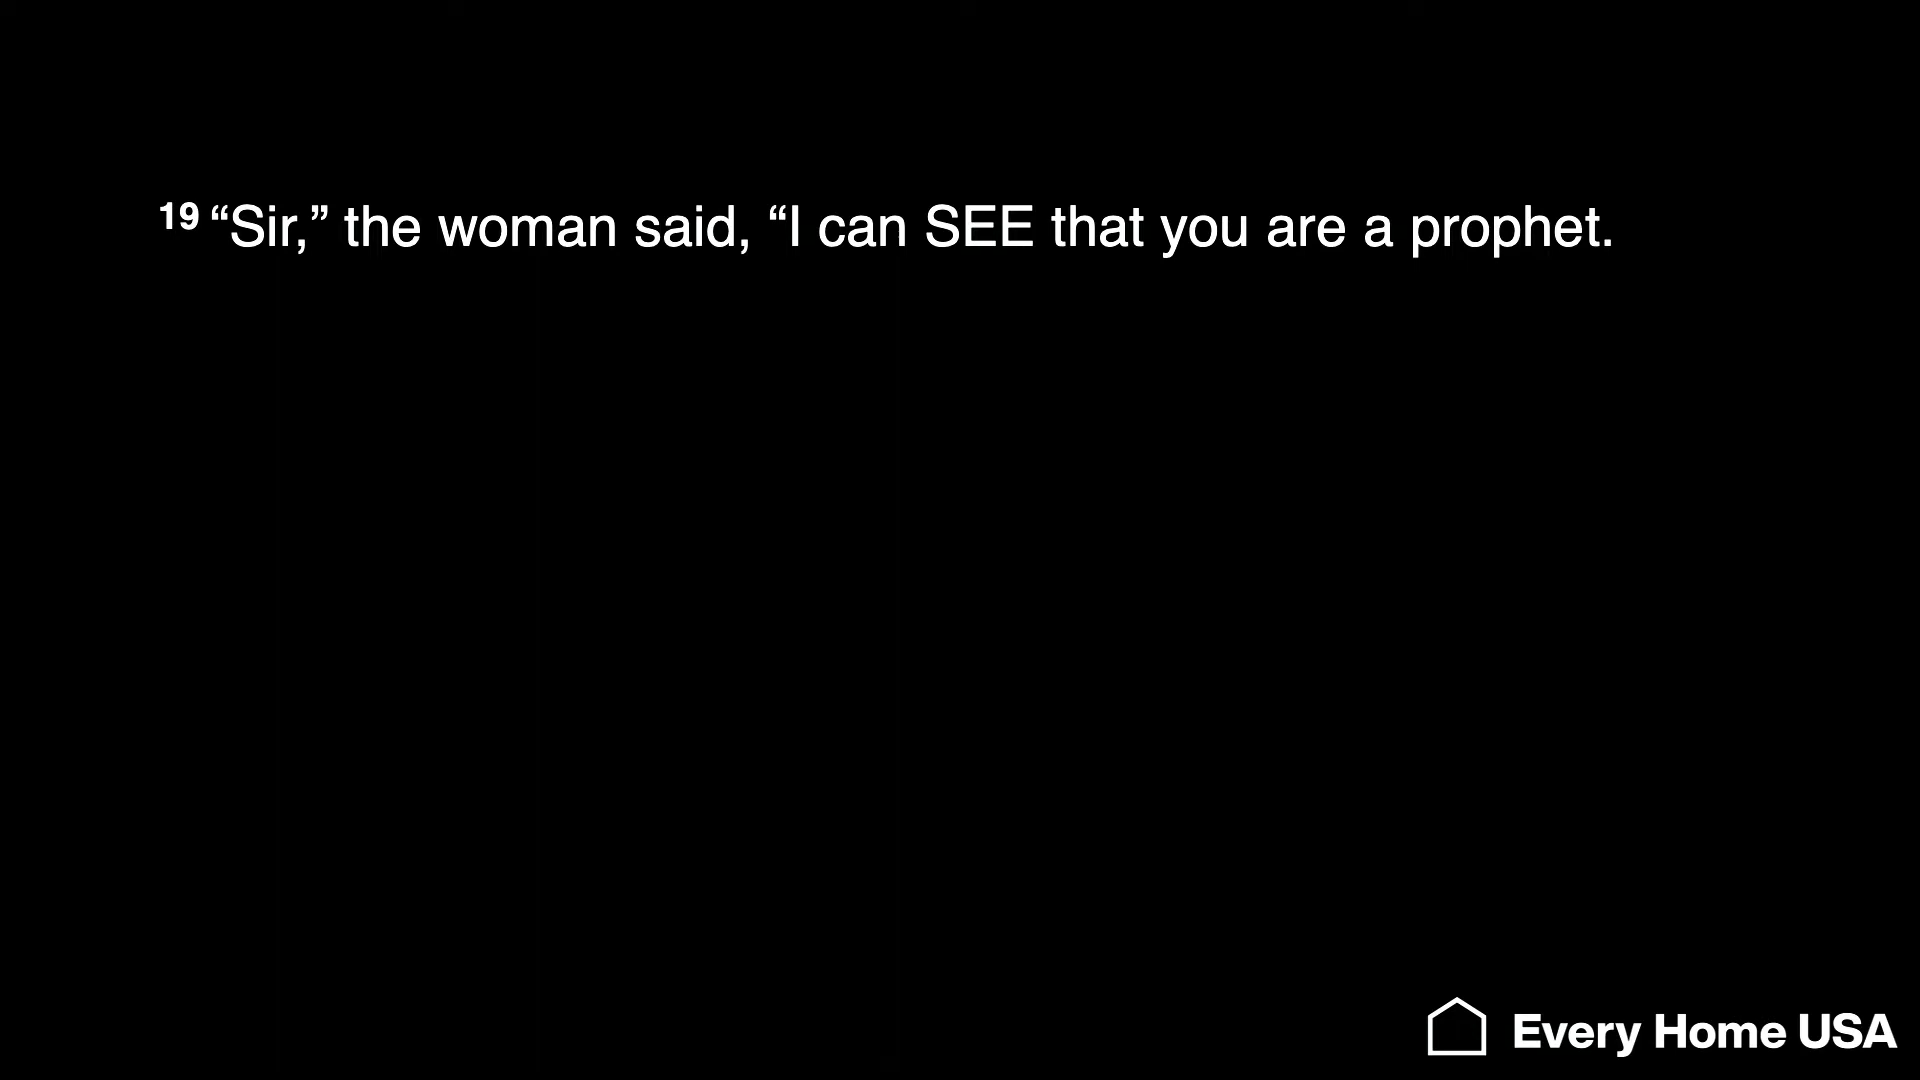 19 “Sir,” the woman said, “I can SEE that you are a prophet.
Every Home USA